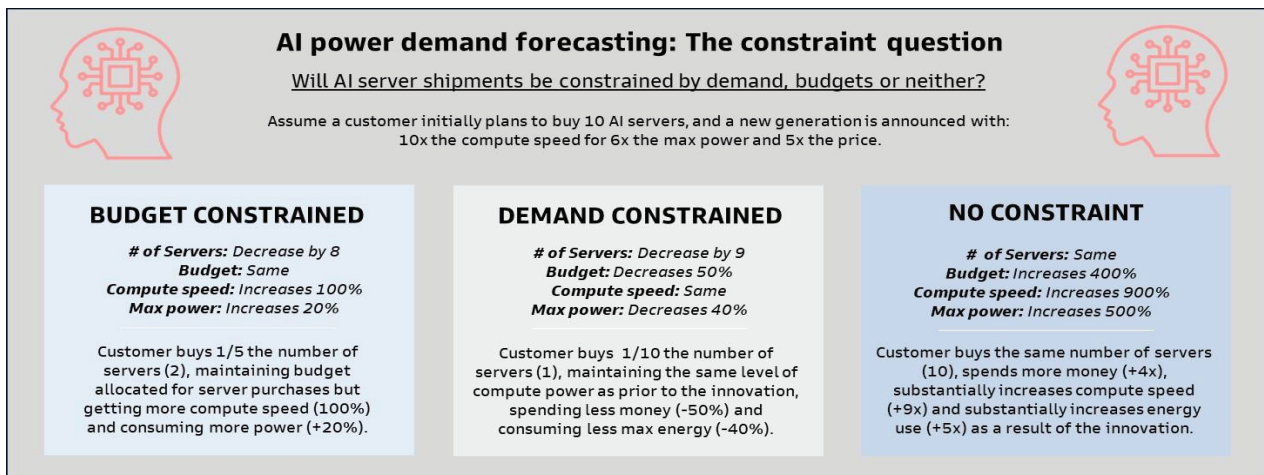 AI power demand forecasting: The constraint question
Will AI server shipments be constrained by demand, budgets or neither?
Assume a customer initially plans to buy 10 AI servers, and a new generation is announced with:
10x the compute speed for 6x the max power and 5x the price.
BUDGET CONSTRAINED
# of Servers: Decrease by 8
Budget: Same
Compute speed: Increases 100%
Max power: Increases 20%
Customer buys 1/5 the number of
servers (2), maintaining budget
allocated for server purchases but
getting more compute speed (100%)
and consuming more power (+20%).
DEMAND CONSTRAINED
# of Servers: Decrease by 9
Budget: Decreases 50%
Compute speed: Same
Max power: Decreases 40%
Customer buys 1/10 the number of
servers (1), maintaining the same level of
compute power as prior to the innovation,
spending less money (-50%) and
consuming less max energy (-40%).
NO CONSTRAINT
# of Servers: Same
Budget: Increases 400%
Compute speed: Increases 900%
Max power: Increases 500%
Customer buys the same number of servers
(10), spends more money (+4x),
substantially increases compute speed
(+9x) and substantially increases energy
use (+5x) as a result of the innovation.